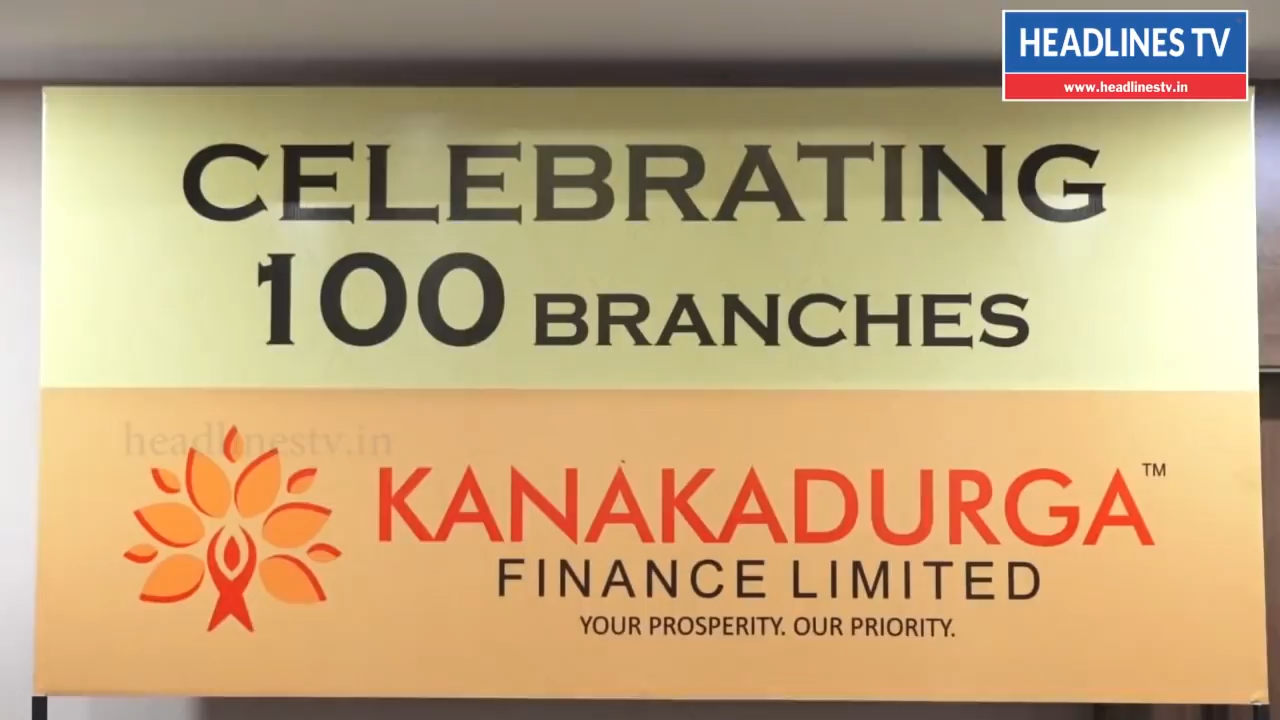 HEADLINES TV
www.headlinestv.in
CELEBRATING
100 BRANCHES
headlinestv.in
KANAKADURGA™
FINANCE LIMITED
YOUR PROSPERITY. OUR PRIORITY.